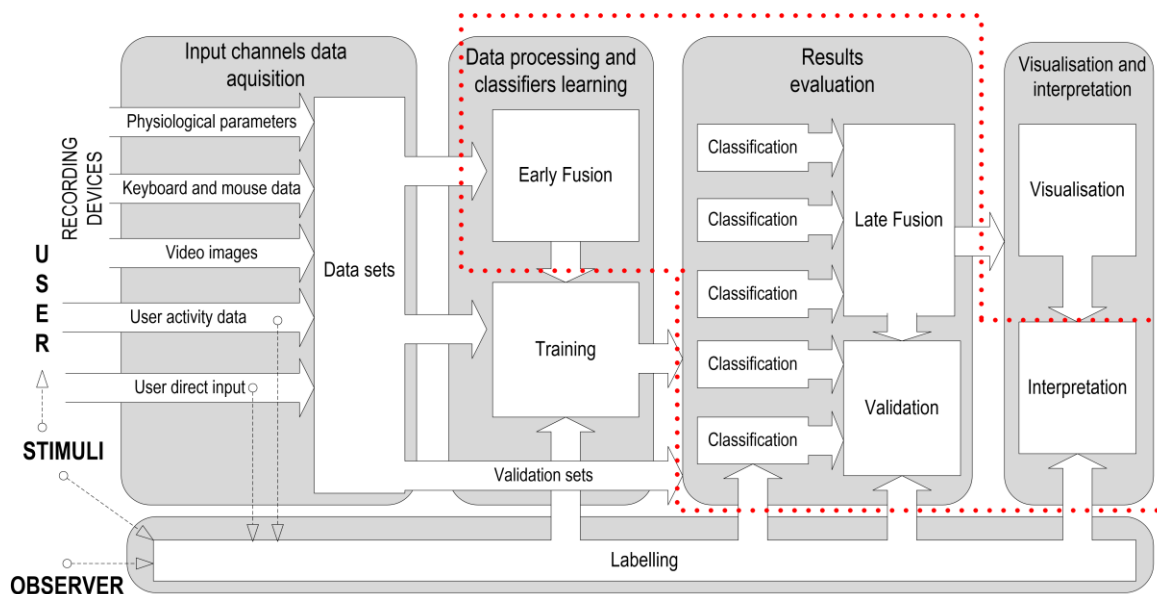 Input channels data
aquisition
Data processing and
classifiers learning
Results
evaluation
Visualisation and
interpretation
RECORDING
DEVICES
USER
Physiological parameters
Keyboard and mouse data
Video images
User activity data
User direct input
Data sets
Early Fusion
Training
Validation sets
Classification
Classification
Classification
Classification
Classification
Late Fusion
Validation
Visualisation
Interpretation
STIMULI
OBSERVER
Labelling